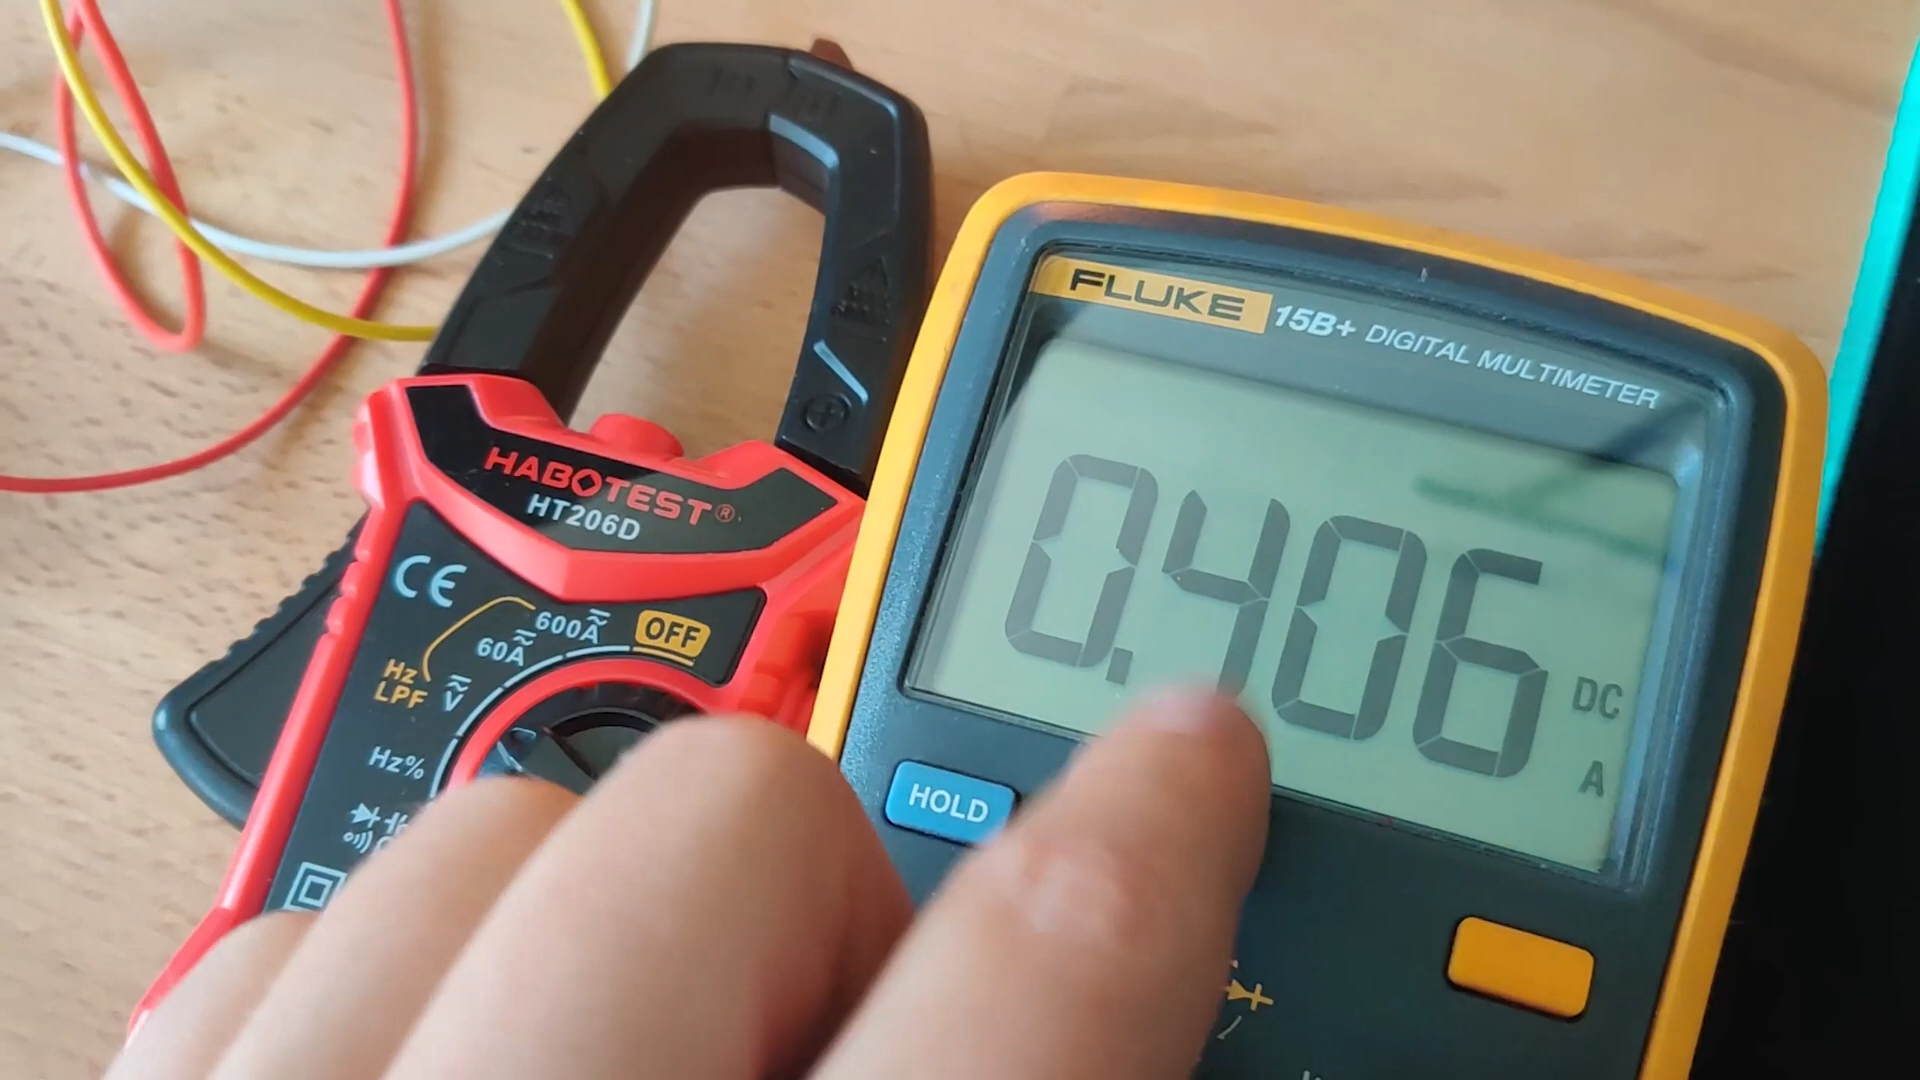 HABOTEST®
HT206D
CE
600A
60A
OFF
Hz
LPF
V
Hz%
FLUKE 15B+ DIGITAL MULTIMETER
0.406
DC
A
HOLD